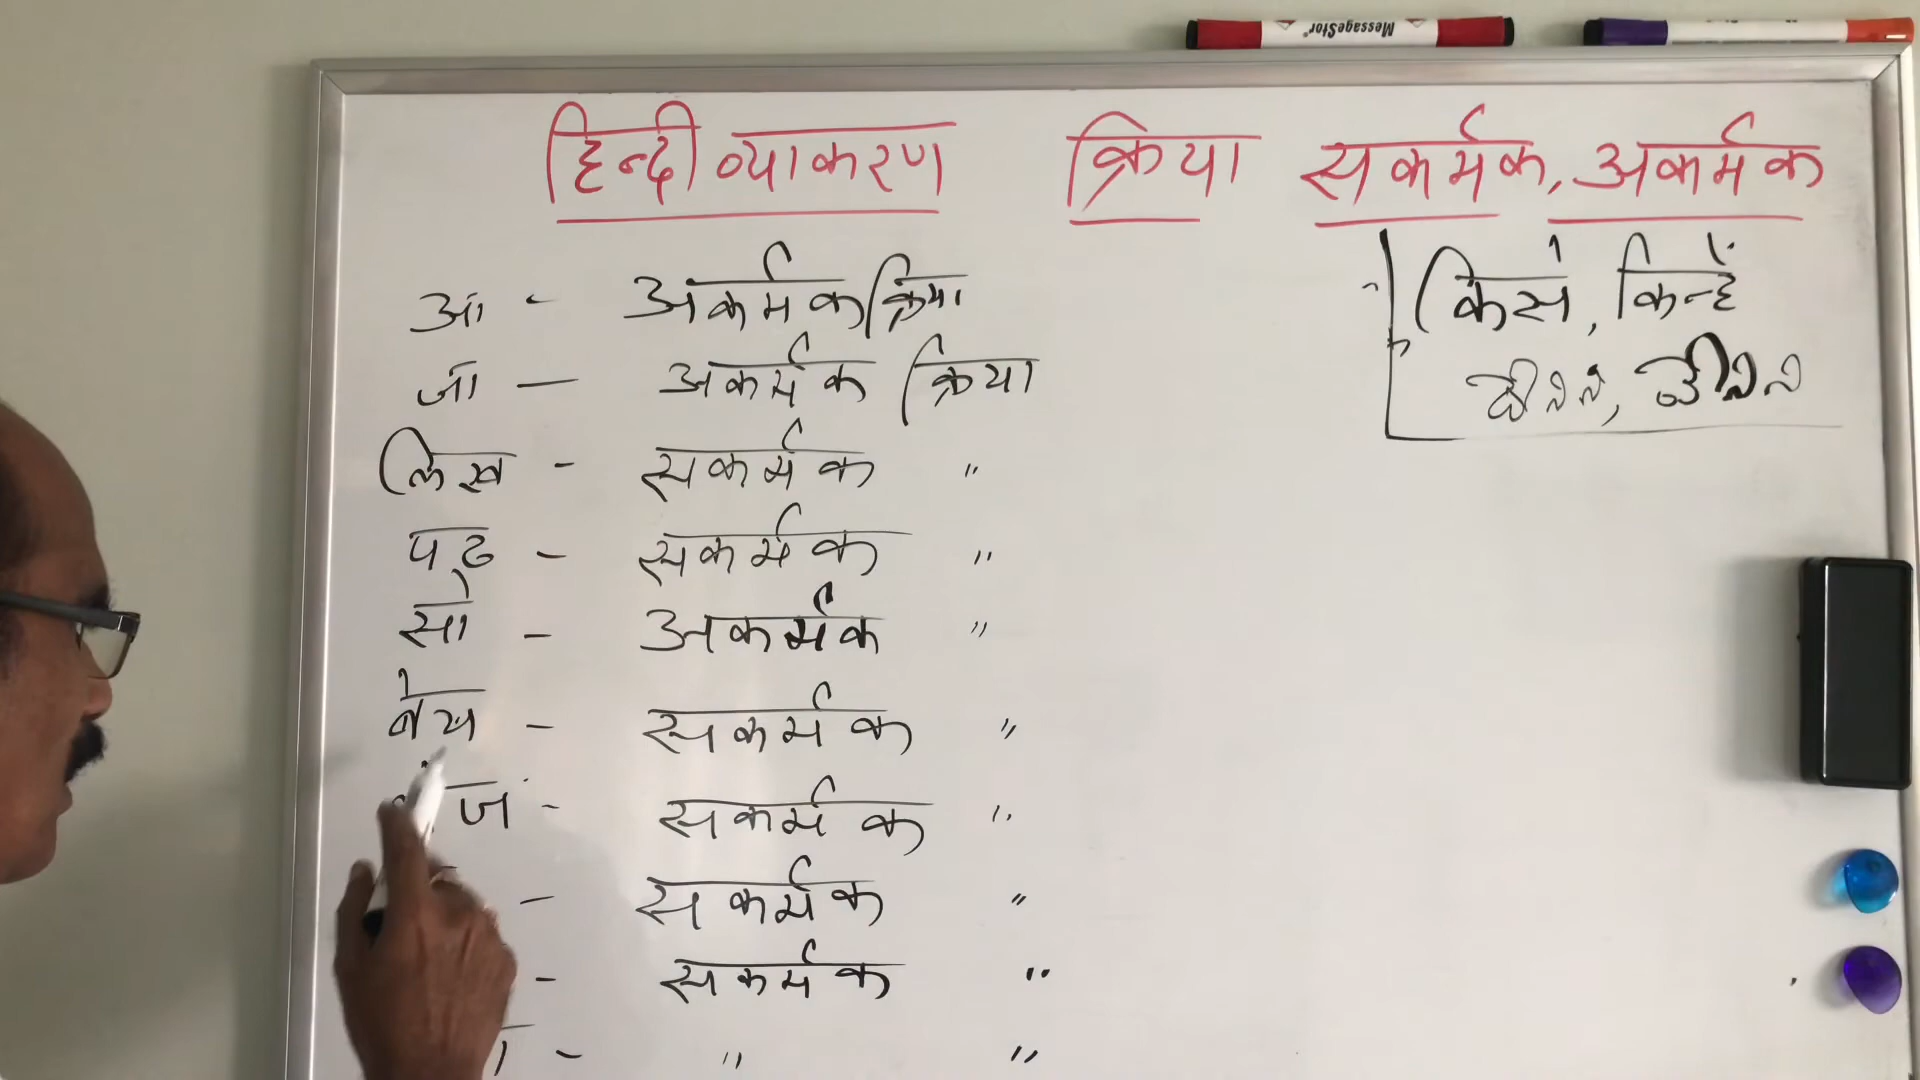 MessageStor®
हिन्दी व्याकरण क्रिया सकर्मक, अकर्मक
आ - अकर्मक क्रिया
जा — अकर्मक क्रिया
लिख - सकर्मक "
पढ - सकर्मक "
सो - अकर्मक "
बेच - सकर्मक "
ज - सकर्मक "
- सकर्मक "
- सकर्मक "
- " "
किसे, किन्हें